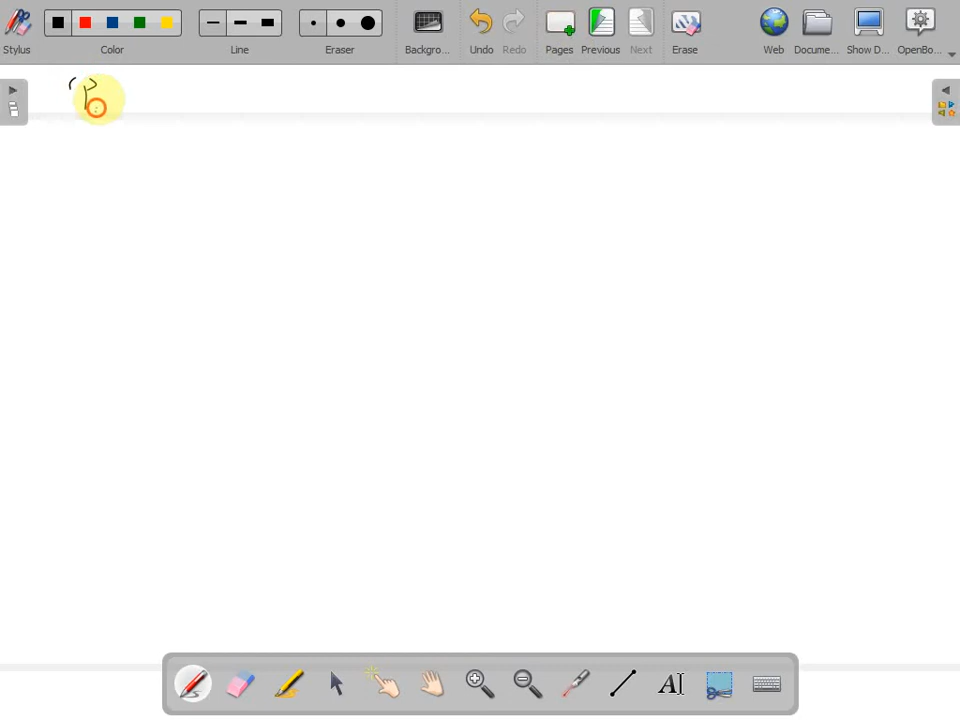 Stylus Color Line Eraser Backgro... Undo Redo Pages Previous Next Erase Web Docume... Show D... OpenBo...
(P
A